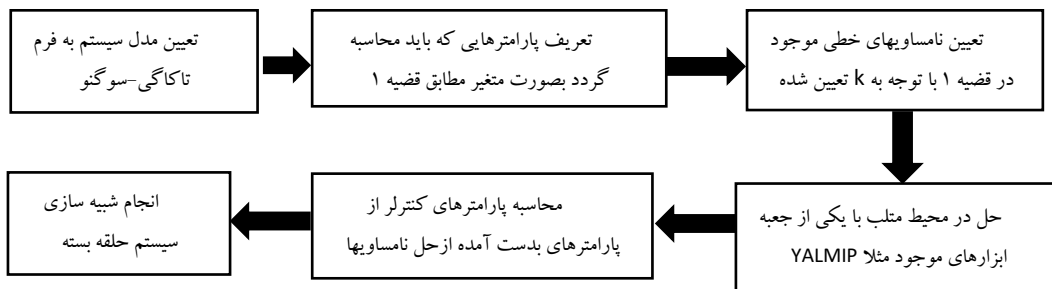 تعیین مدل سیستم به فرم
تاکاگی-سوگنو
تعریف پارامترهایی که باید محاسبه
گردد بصورت متغیر مطابق قضیه ۱
تعیین نامساویهای خطی موجود
در قضیه ۱ با توجه به k تعیین شده
حل در محیط متلب با یکی از جعبه
ابزارهای موجود مثلا YALMIP
محاسبه پارامترهای کنترلر از
پارامترهای بدست آمده ازحل نامساویها
انجام شبیه سازی
سیستم حلقه بسته